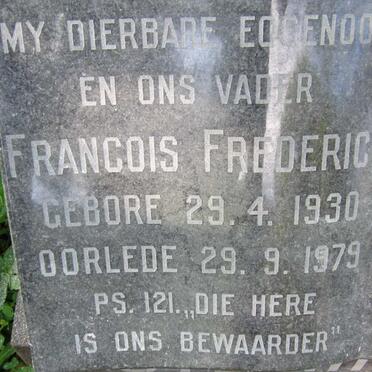 MY DIERBARE EGGENOO
EN ONS VADER
FRANCOIS FREDERIC
GEBORE 29.4.1930
OORLEDE 29.9.1979
PS. 121. „DIE HERE
IS ONS BEWAARDER"